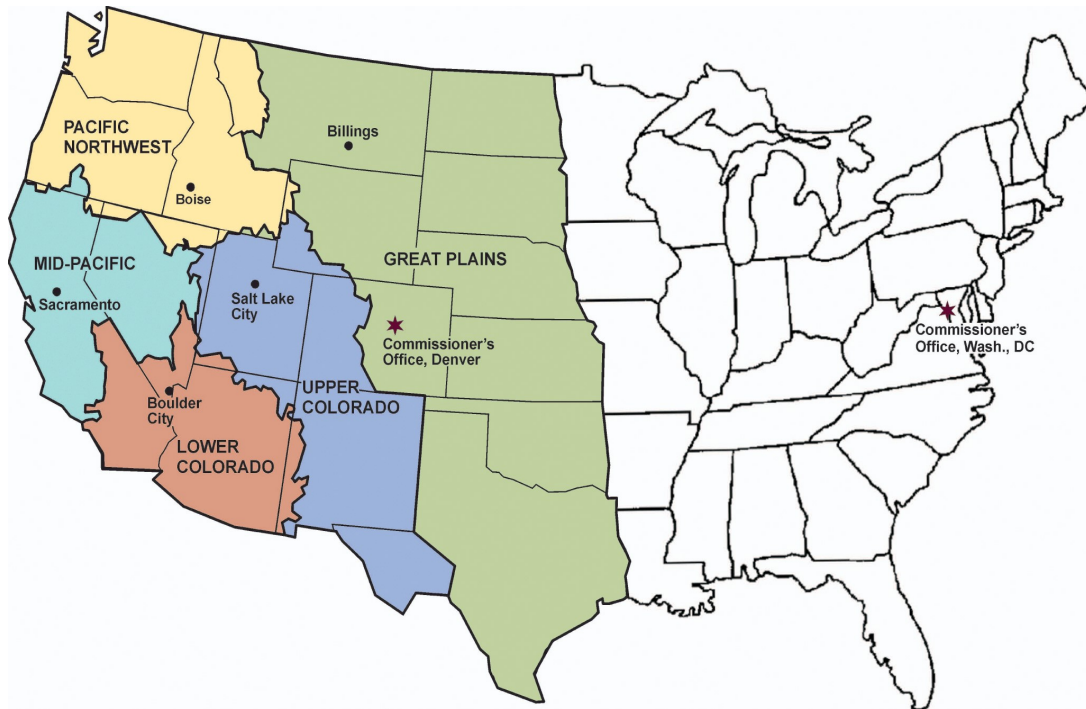 PACIFIC
NORTHWEST
Billings
Boise
MID-PACIFIC
GREAT PLAINS
Sacramento
Salt Lake
City
Commissioner's
Office, Denver
Commissioner's
Office, Wash., DC
UPPER
COLORADO
Boulder
City
LOWER
COLORADO